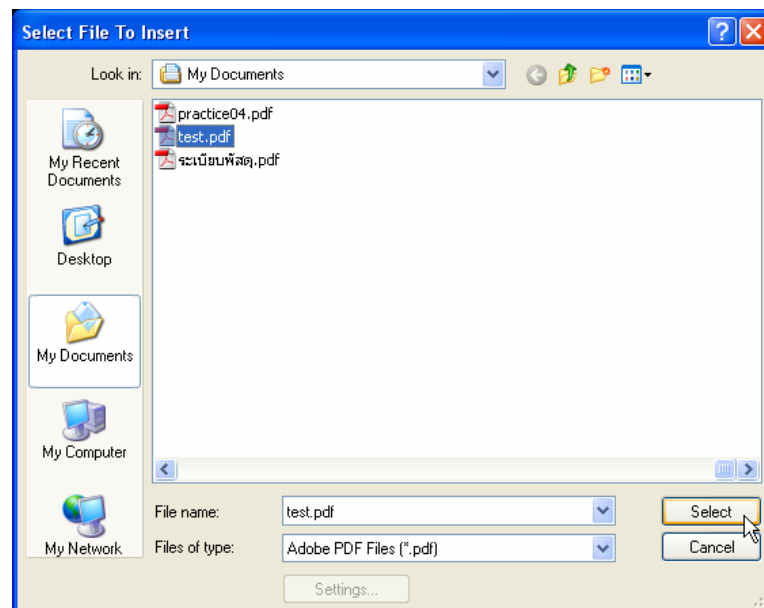 Select File To Insert
Look in:
My Documents
practice04.pdf
test.pdf
ระเบียบพัสดุ.pdf
My Recent
Documents
Desktop
My Documents
My Computer
My Network
File name:
test.pdf
Select
Files of type:
Adobe PDF Files (*.pdf)
Cancel
Settings...